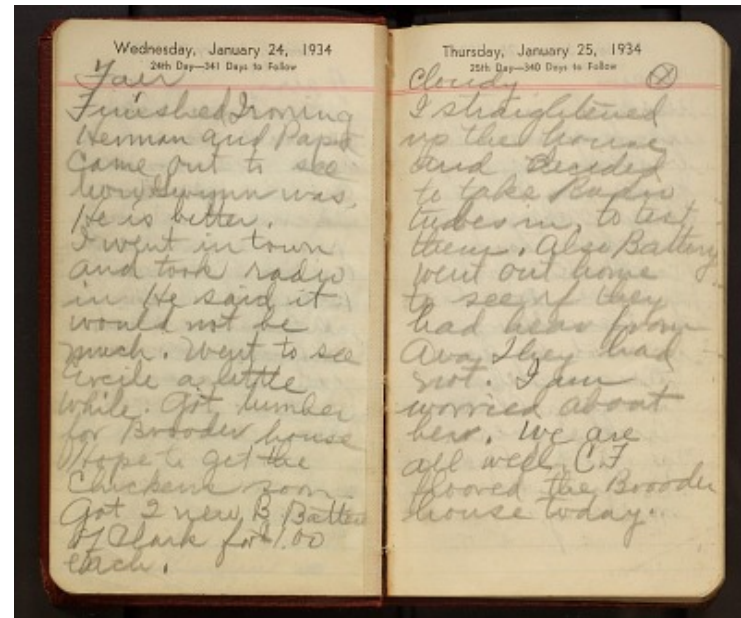 Wednesday, January 24, 1934
24th Day—341 Days to Follow
Fair
Finished Ironing
Herman and Papa
Came out to see
how Gwynn was.
He is better.
I went in town
and took radio
in He said it
would not be
much. Went to see
Lucile a little
while. Got lumber
for Brooder house
Hope to get the
Chickens soon
Got 2 new B Batter
of Clark for $1.00
each.
Thursday, January 25, 1934
25th Day—340 Days to Follow
Cloudy
I straightened
up the house
and Decided
to take Radio
tubes in, to test
them. Also Battery
Went out home
to see if they
had hear from
Ava They had
not. I am
worried about
her. We are
all well. C.F
floored the Brooder
house today.